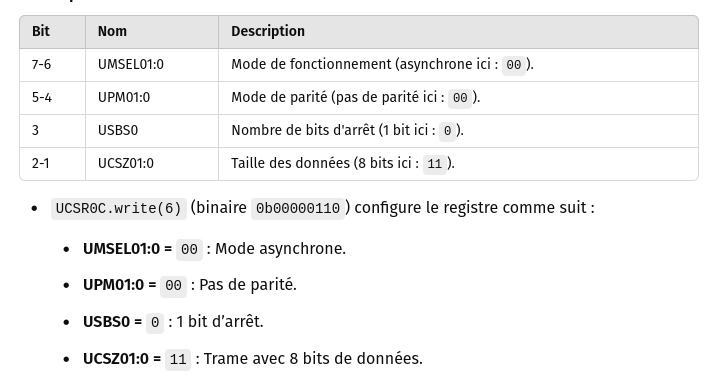 Bit Nom Description
7-6 UMSEL01:0 Mode de fonctionnement (asynchrone ici : 00 ).
5-4 UPM01:0 Mode de parité (pas de parité ici : 00 ).
3 USBS0 Nombre de bits d'arrêt (1 bit ici : 0 ).
2-1 UCSZ01:0 Taille des données (8 bits ici : 11 ).
• UCSR0C.write(6) (binaire 0b00000110 ) configure le registre comme suit :
• UMSEL01:0 = 00 : Mode asynchrone.
• UPM01:0 = 00 : Pas de parité.
• USBS0 = 0 : 1 bit d’arrêt.
• UCSZ01:0 = 11 : Trame avec 8 bits de données.